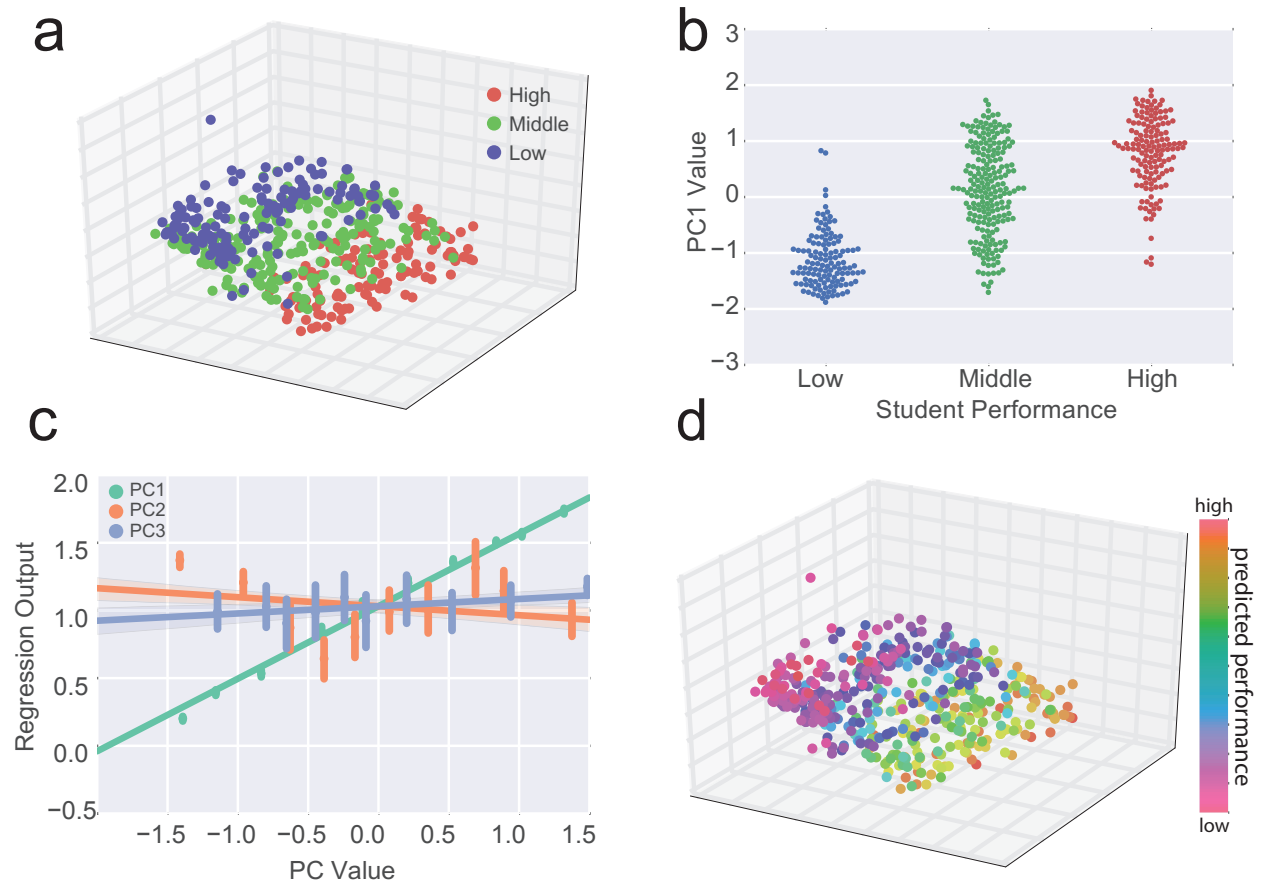 a
High
Middle
Low
b
3
2
1
0
−1
−2
−3
PC1 Value
Low Middle High
Student Performance
c
2.0
1.5
1.0
0.5
0.0
−0.5
PC1
PC2
PC3
Regression Output
−1.5 −1.0 −0.5 0.0 0.5 1.0 1.5
PC Value
d
high
predicted performance
low